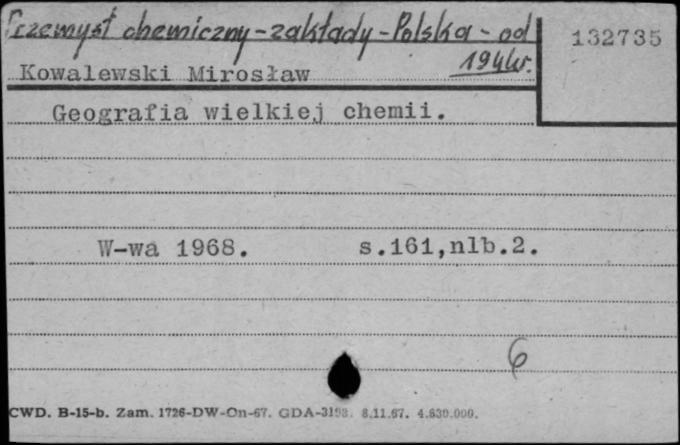 Przemysł chemiczny-zakłady-Polska-od
1944r.
132735
Kowalewski Mirosław
Geografia wielkiej chemii.
W-wa 1968. s.161,nlb.2.
6
CWD. B-15-b. Zam. 1726-DW-On-67. GDA-3198. 8.11.67. 4.830.000.